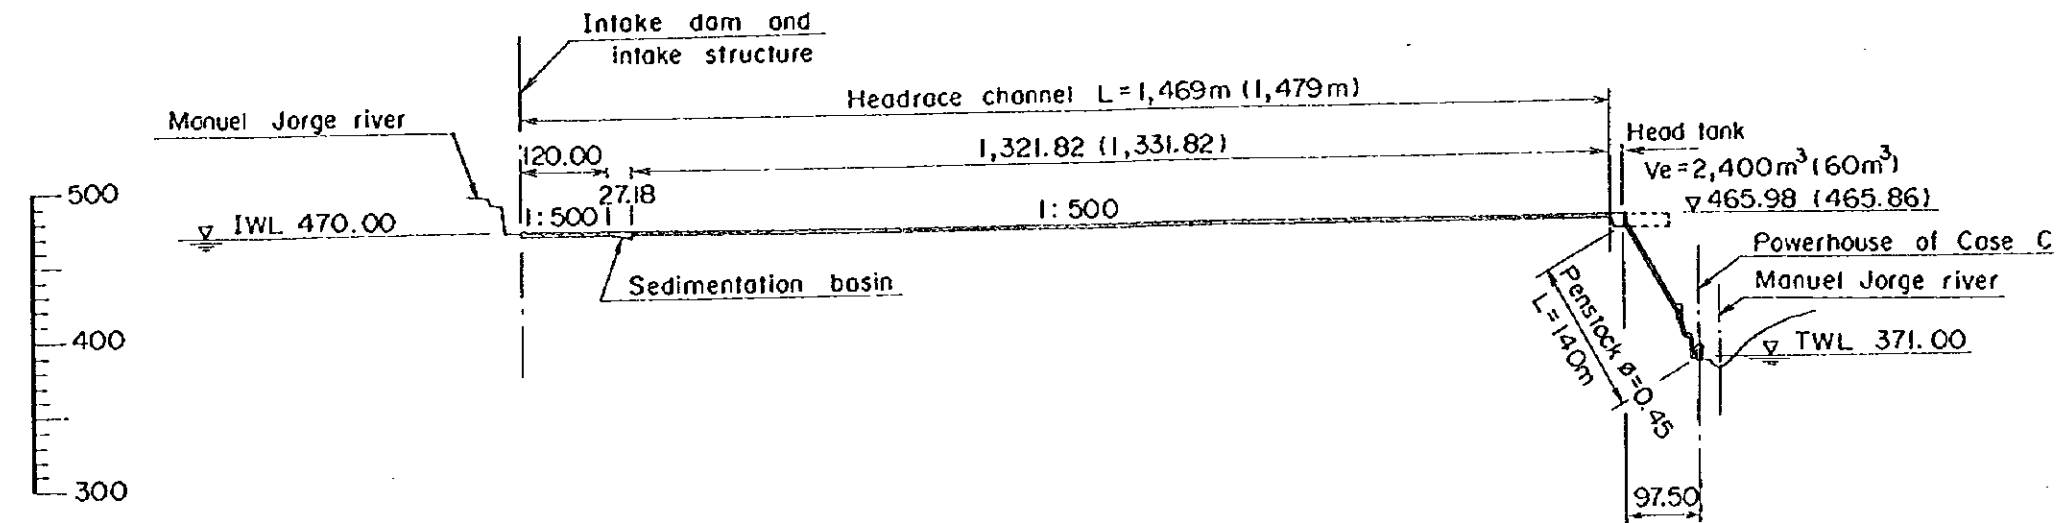 Intake dam and
intake structure
Headrace channel L=1,469m (1,479m)
Manuel Jorge river
Head tank
120.00
1,321.82 (1,331.82)
Ve=2,400m³(60m³)
27.18
500
465.98 (465.86)
1:500
1:500
IWL 470.00
Powerhouse of Case C
Sedimentation basin
Manuel Jorge river
Penstock ø=0.45
L=140m
400
TWL 371.00
300
97.50